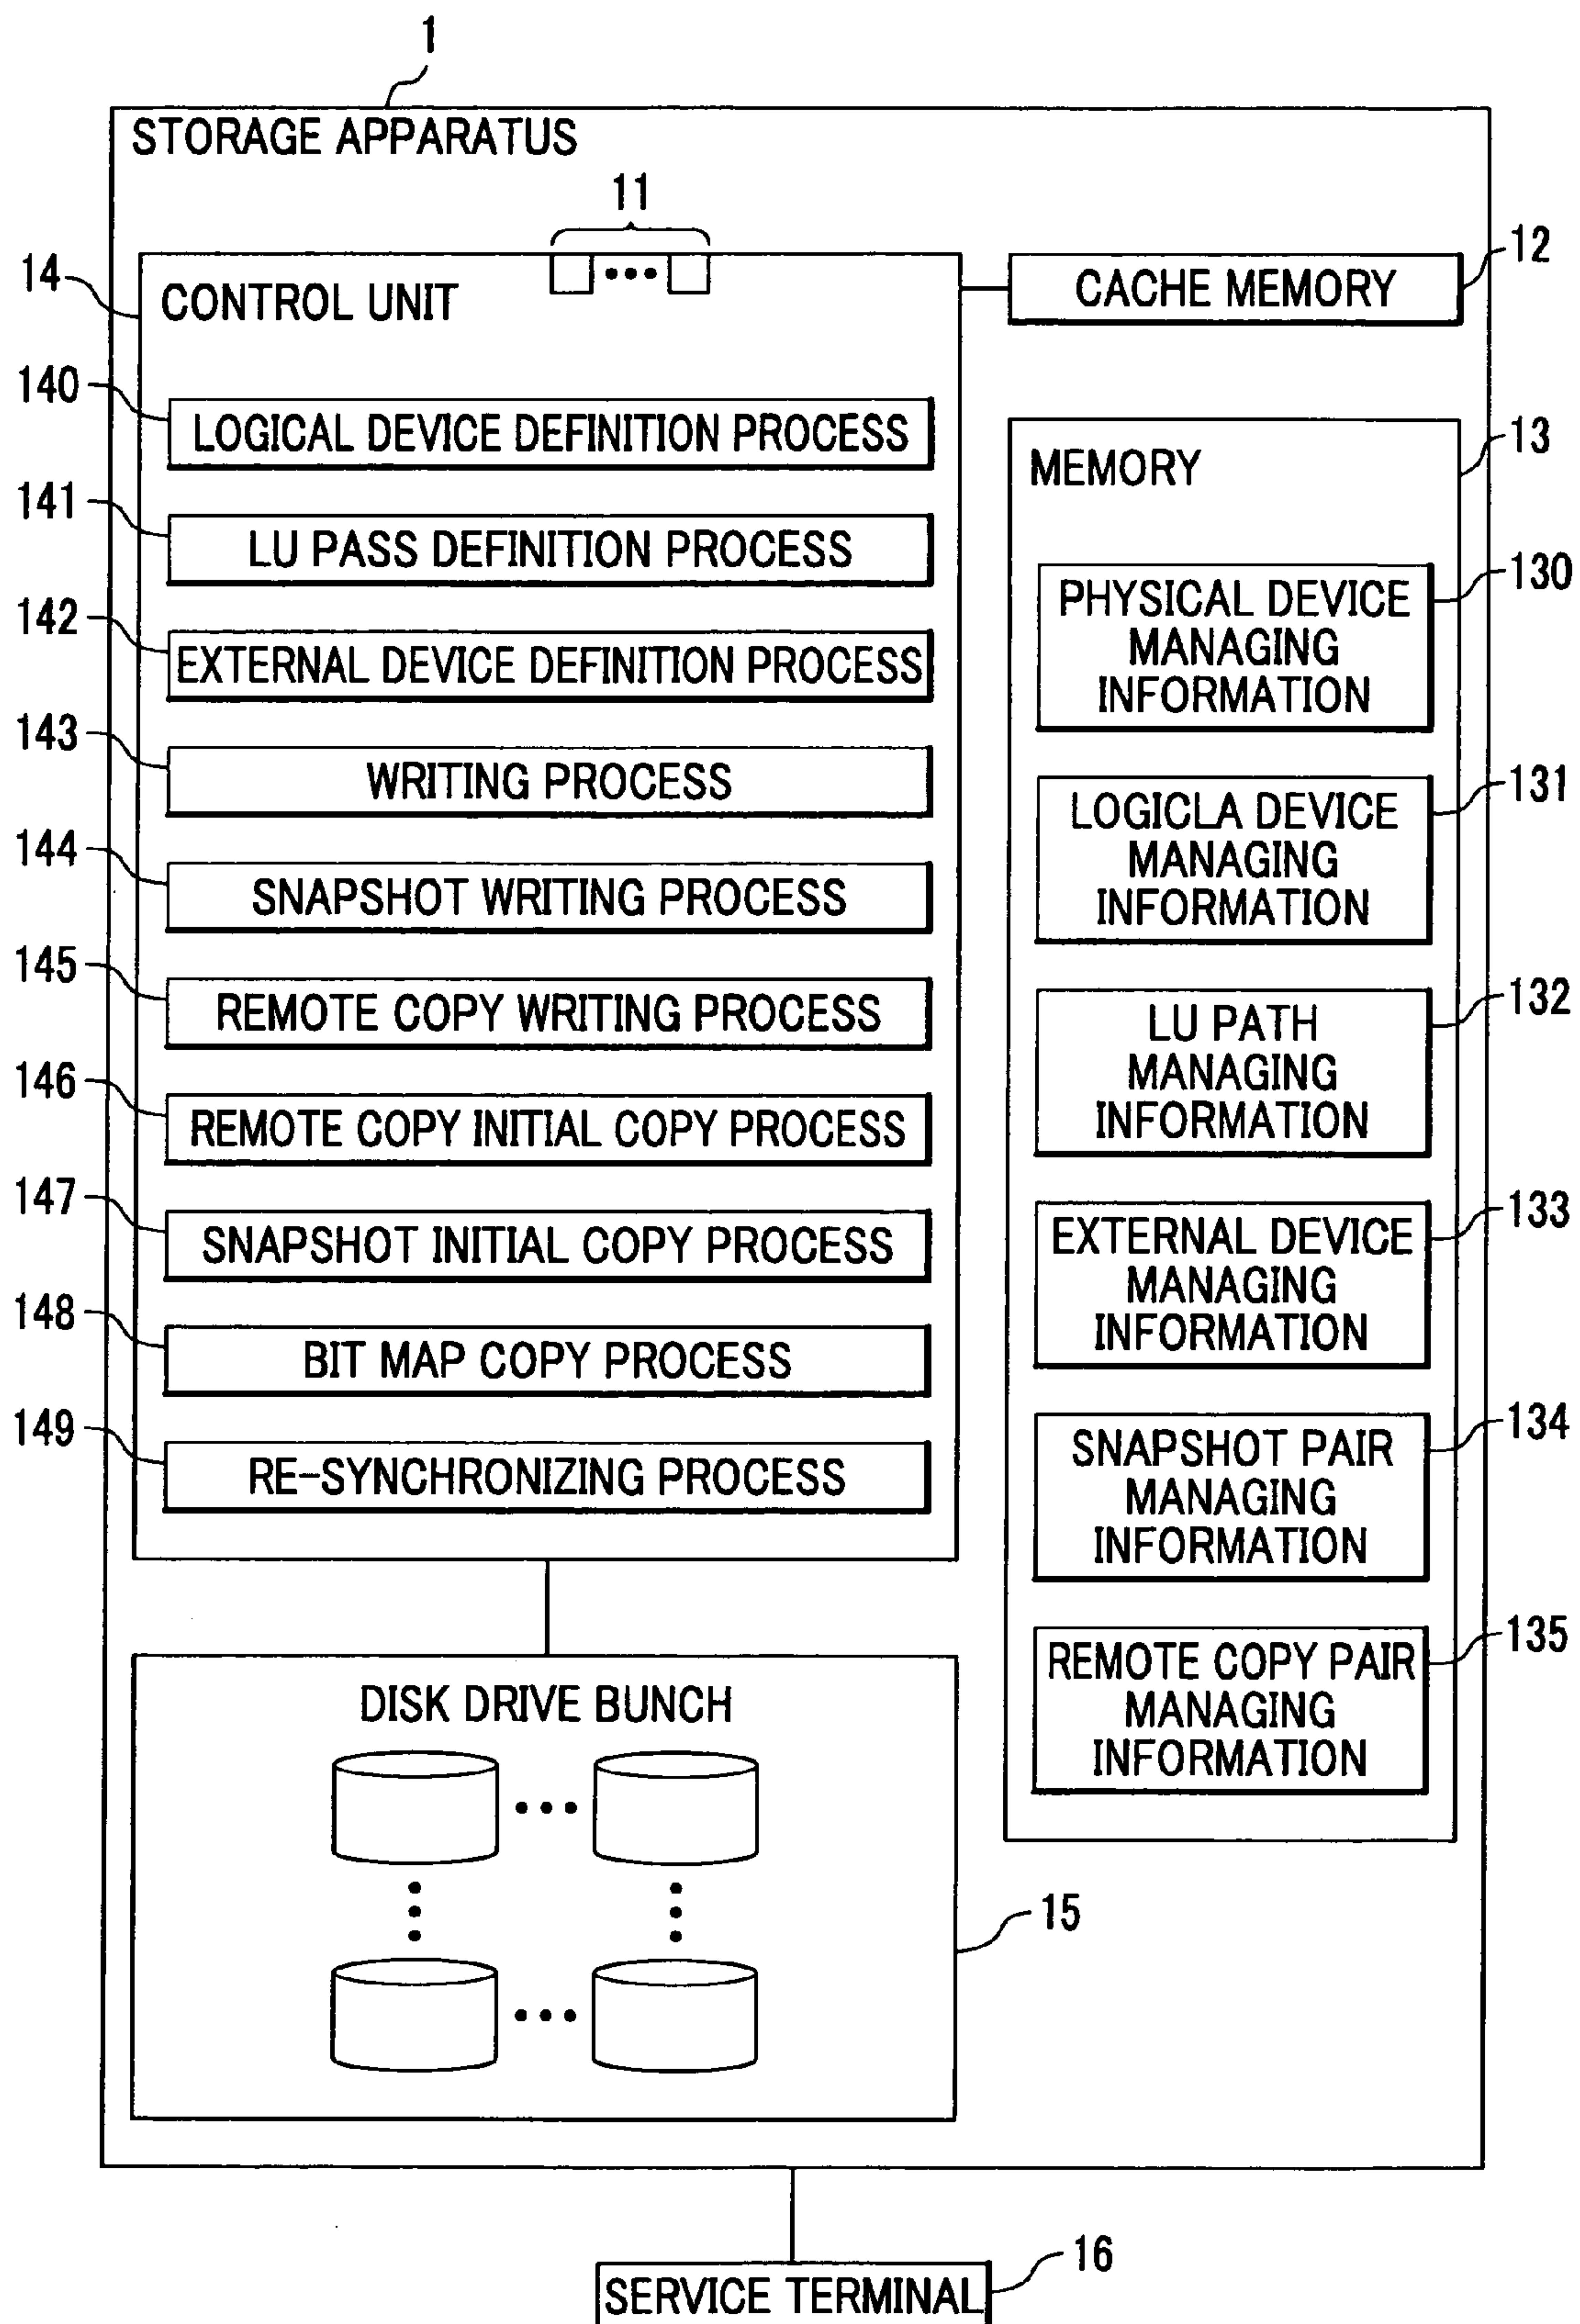 1
STORAGE APPARATUS
11
14
CONTROL UNIT
12
CACHE MEMORY
140
LOGICAL DEVICE DEFINITION PROCESS
141
LU PASS DEFINITION PROCESS
142
EXTERNAL DEVICE DEFINITION PROCESS
143
WRITING PROCESS
144
SNAPSHOT WRITING PROCESS
145
REMOTE COPY WRITING PROCESS
146
REMOTE COPY INITIAL COPY PROCESS
147
SNAPSHOT INITIAL COPY PROCESS
148
BIT MAP COPY PROCESS
149
RE-SYNCHRONIZING PROCESS
13
MEMORY
130
PHYSICAL DEVICE
MANAGING
INFORMATION
131
LOGICLA DEVICE
MANAGING
INFORMATION
132
LU PATH
MANAGING
INFORMATION
133
EXTERNAL DEVICE
MANAGING
INFORMATION
134
SNAPSHOT PAIR
MANAGING
INFORMATION
135
REMOTE COPY PAIR
MANAGING
INFORMATION
DISK DRIVE BUNCH
15
16
SERVICE TERMINAL